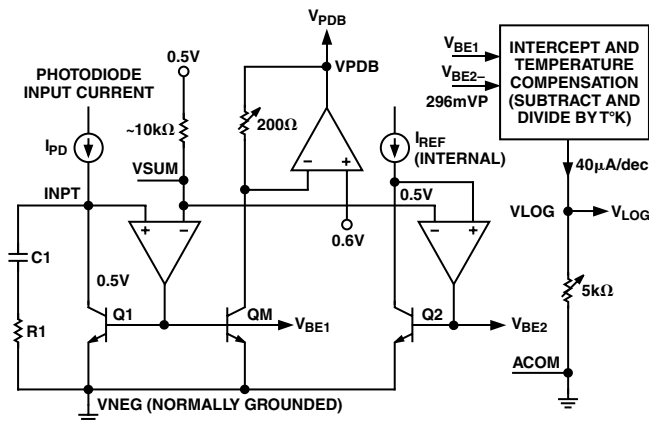 VPDB
0.5V
PHOTODIODE
INPUT CURRENT
VPDB
VBE1
VBE2–
296mVP
INTERCEPT AND
TEMPERATURE
COMPENSATION
(SUBTRACT AND
DIVIDE BY T°K)
~10kΩ
200Ω
IPD
IREF
(INTERNAL)
40µA/dec
VSUM
–
+
INPT
0.5V
VLOG
VLOG
+
–
0.6V
–
+
C1
0.5V
5kΩ
R1
Q1
QM
VBE1
Q2
VBE2
ACOM
VNEG (NORMALLY GROUNDED)